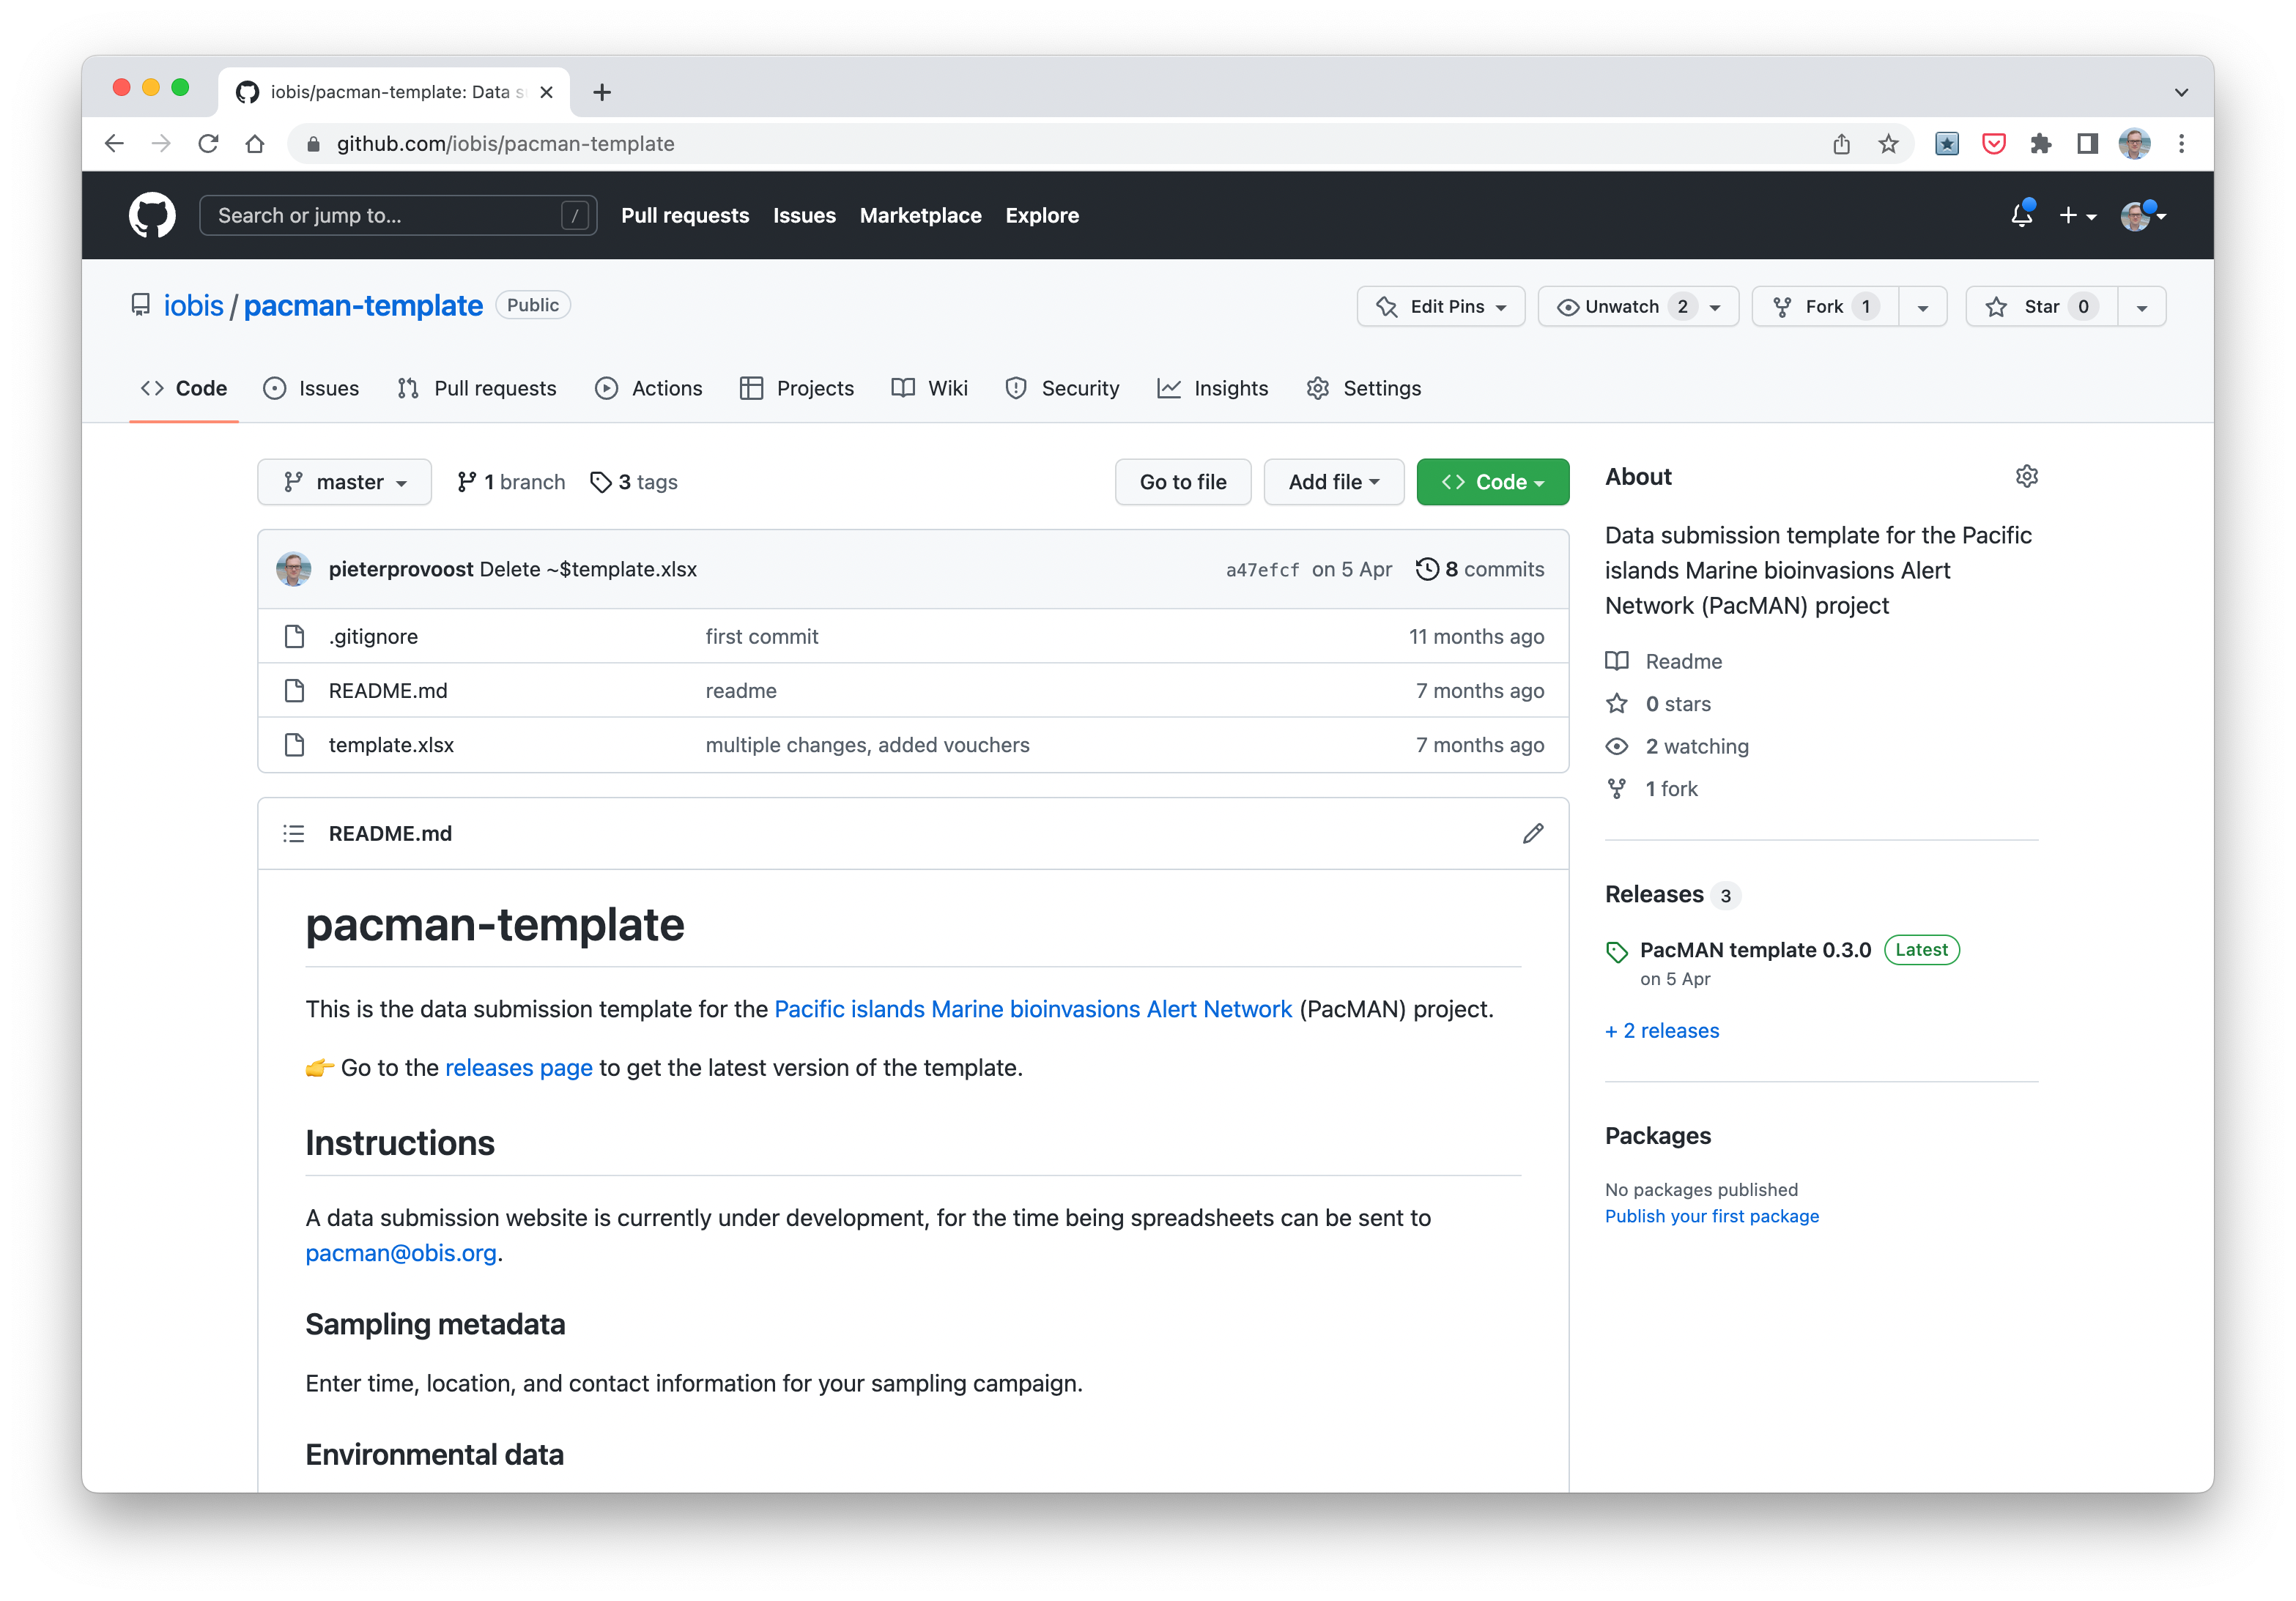 iobis/pacman-template: Data s
github.com/iobis/pacman-template
Search or jump to... /
Pull requests Issues Marketplace Explore
iobis / pacman-template Public
Edit Pins Unwatch 2 Fork 1 Star 0
Code Issues Pull requests Actions Projects Wiki Security Insights Settings
master 1 branch 3 tags Go to file Add file Code
pieterprovoost Delete ~$template.xlsx a47efcf on 5 Apr 8 commits
.gitignore first commit 11 months ago
README.md readme 7 months ago
template.xlsx multiple changes, added vouchers 7 months ago
README.md
pacman-template
This is the data submission template for the Pacific islands Marine bioinvasions Alert Network (PacMAN) project.
👉 Go to the releases page to get the latest version of the template.
Instructions
A data submission website is currently under development, for the time being spreadsheets can be sent to
pacman@obis.org.
Sampling metadata
Enter time, location, and contact information for your sampling campaign.
Environmental data
About
Data submission template for the Pacific
islands Marine bioinvasions Alert
Network (PacMAN) project
Readme
0 stars
2 watching
1 fork
Releases 3
PacMAN template 0.3.0 Latest
on 5 Apr
+ 2 releases
Packages
No packages published
Publish your first package